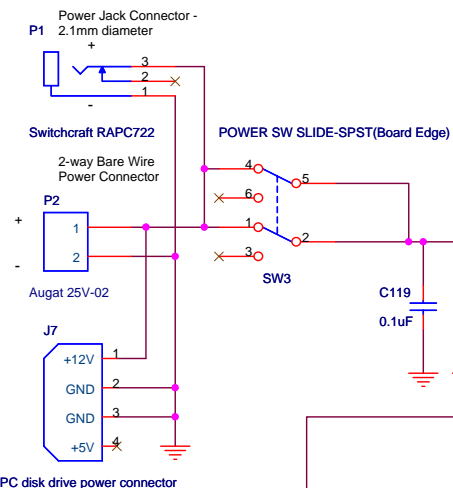 Power Jack Connector -
2.1mm diameter
P1
+
3
2
1
-
Switchcraft RAPC722
POWER SW SLIDE-SPST(Board Edge)
2-way Bare Wire
Power Connector
4
5
6
P2
+
1
1
2
2
-
3
SW3
Augat 25V-02
C119
0.1uF
J7
+12V
1
GND
2
GND
3
+5V
4
PC disk drive power connector